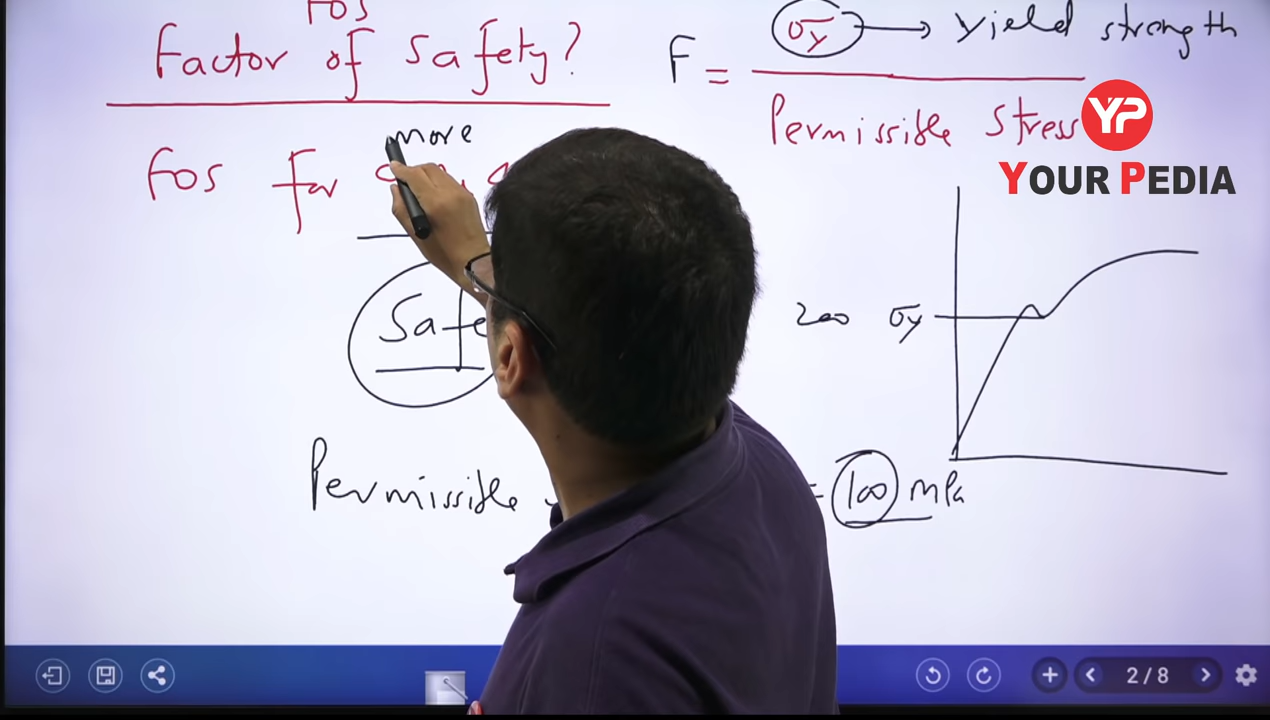 FOS
Factor of Safety?
F = σy → yield strength
Permissible Stress
YP
YOUR PEDIA
more
FOS for
Safe
200 σy
Permissible
= 100 MPa
2/8